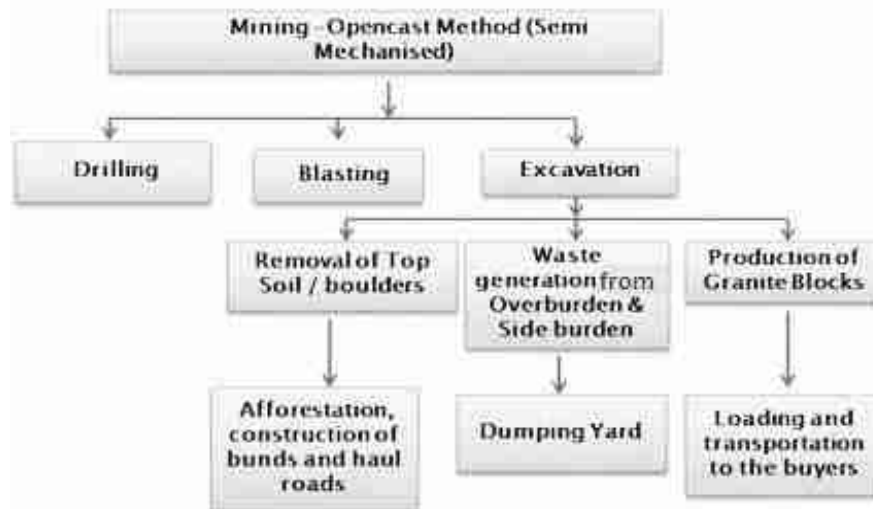 Mining - Opencast Method (Semi
Mechanised)
Drilling
Blasting
Excavation
Removal of Top
Soil / boulders
Waste
generation from
Overburden &
Side burden
Production of
Granite Blocks
Afforestation,
construction of
bunds and haul
roads
Dumping Yard
Loading and
transportation
to the buyers